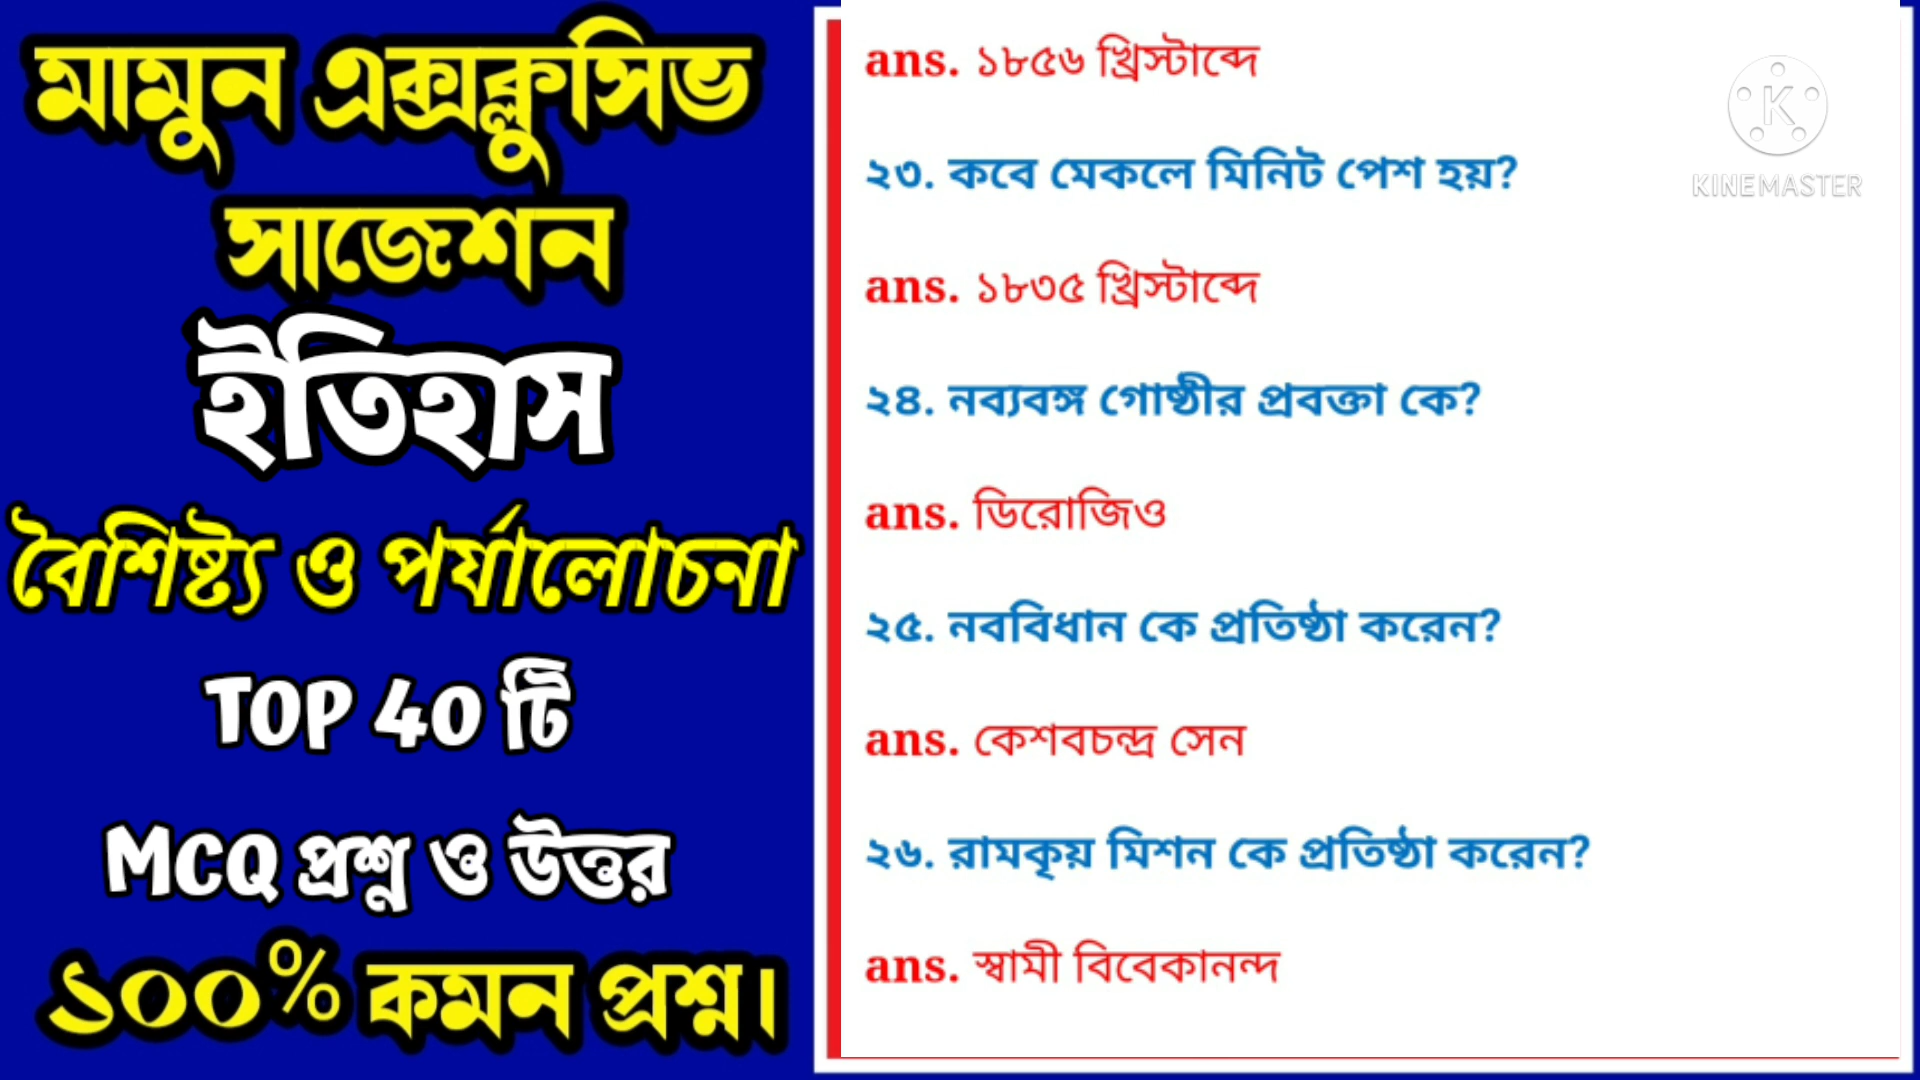 মামুন এক্সক্লুসিভ
সাজেশন
ইতিহাস
বৈশিষ্ট্য ও পর্যালোচনা
TOP 40 টি
MCQ প্রশ্ন ও উত্তর
১০০% কমন প্রশ্ন।
ans. ১৮৫৬ খ্রিস্টাব্দে
২৩. কবে মেকলে মিনিট পেশ হয়?
ans. ১৮৩৫ খ্রিস্টাব্দে
২৪. নব্যবঙ্গ গোষ্ঠীর প্রবক্তা কে?
ans. ডিরোজিও
২৫. নববিধান কে প্রতিষ্ঠা করেন?
ans. কেশবচন্দ্র সেন
২৬. রামকৃয় মিশন কে প্রতিষ্ঠা করেন?
ans. স্বামী বিবেকানন্দ
K
KINEMASTER